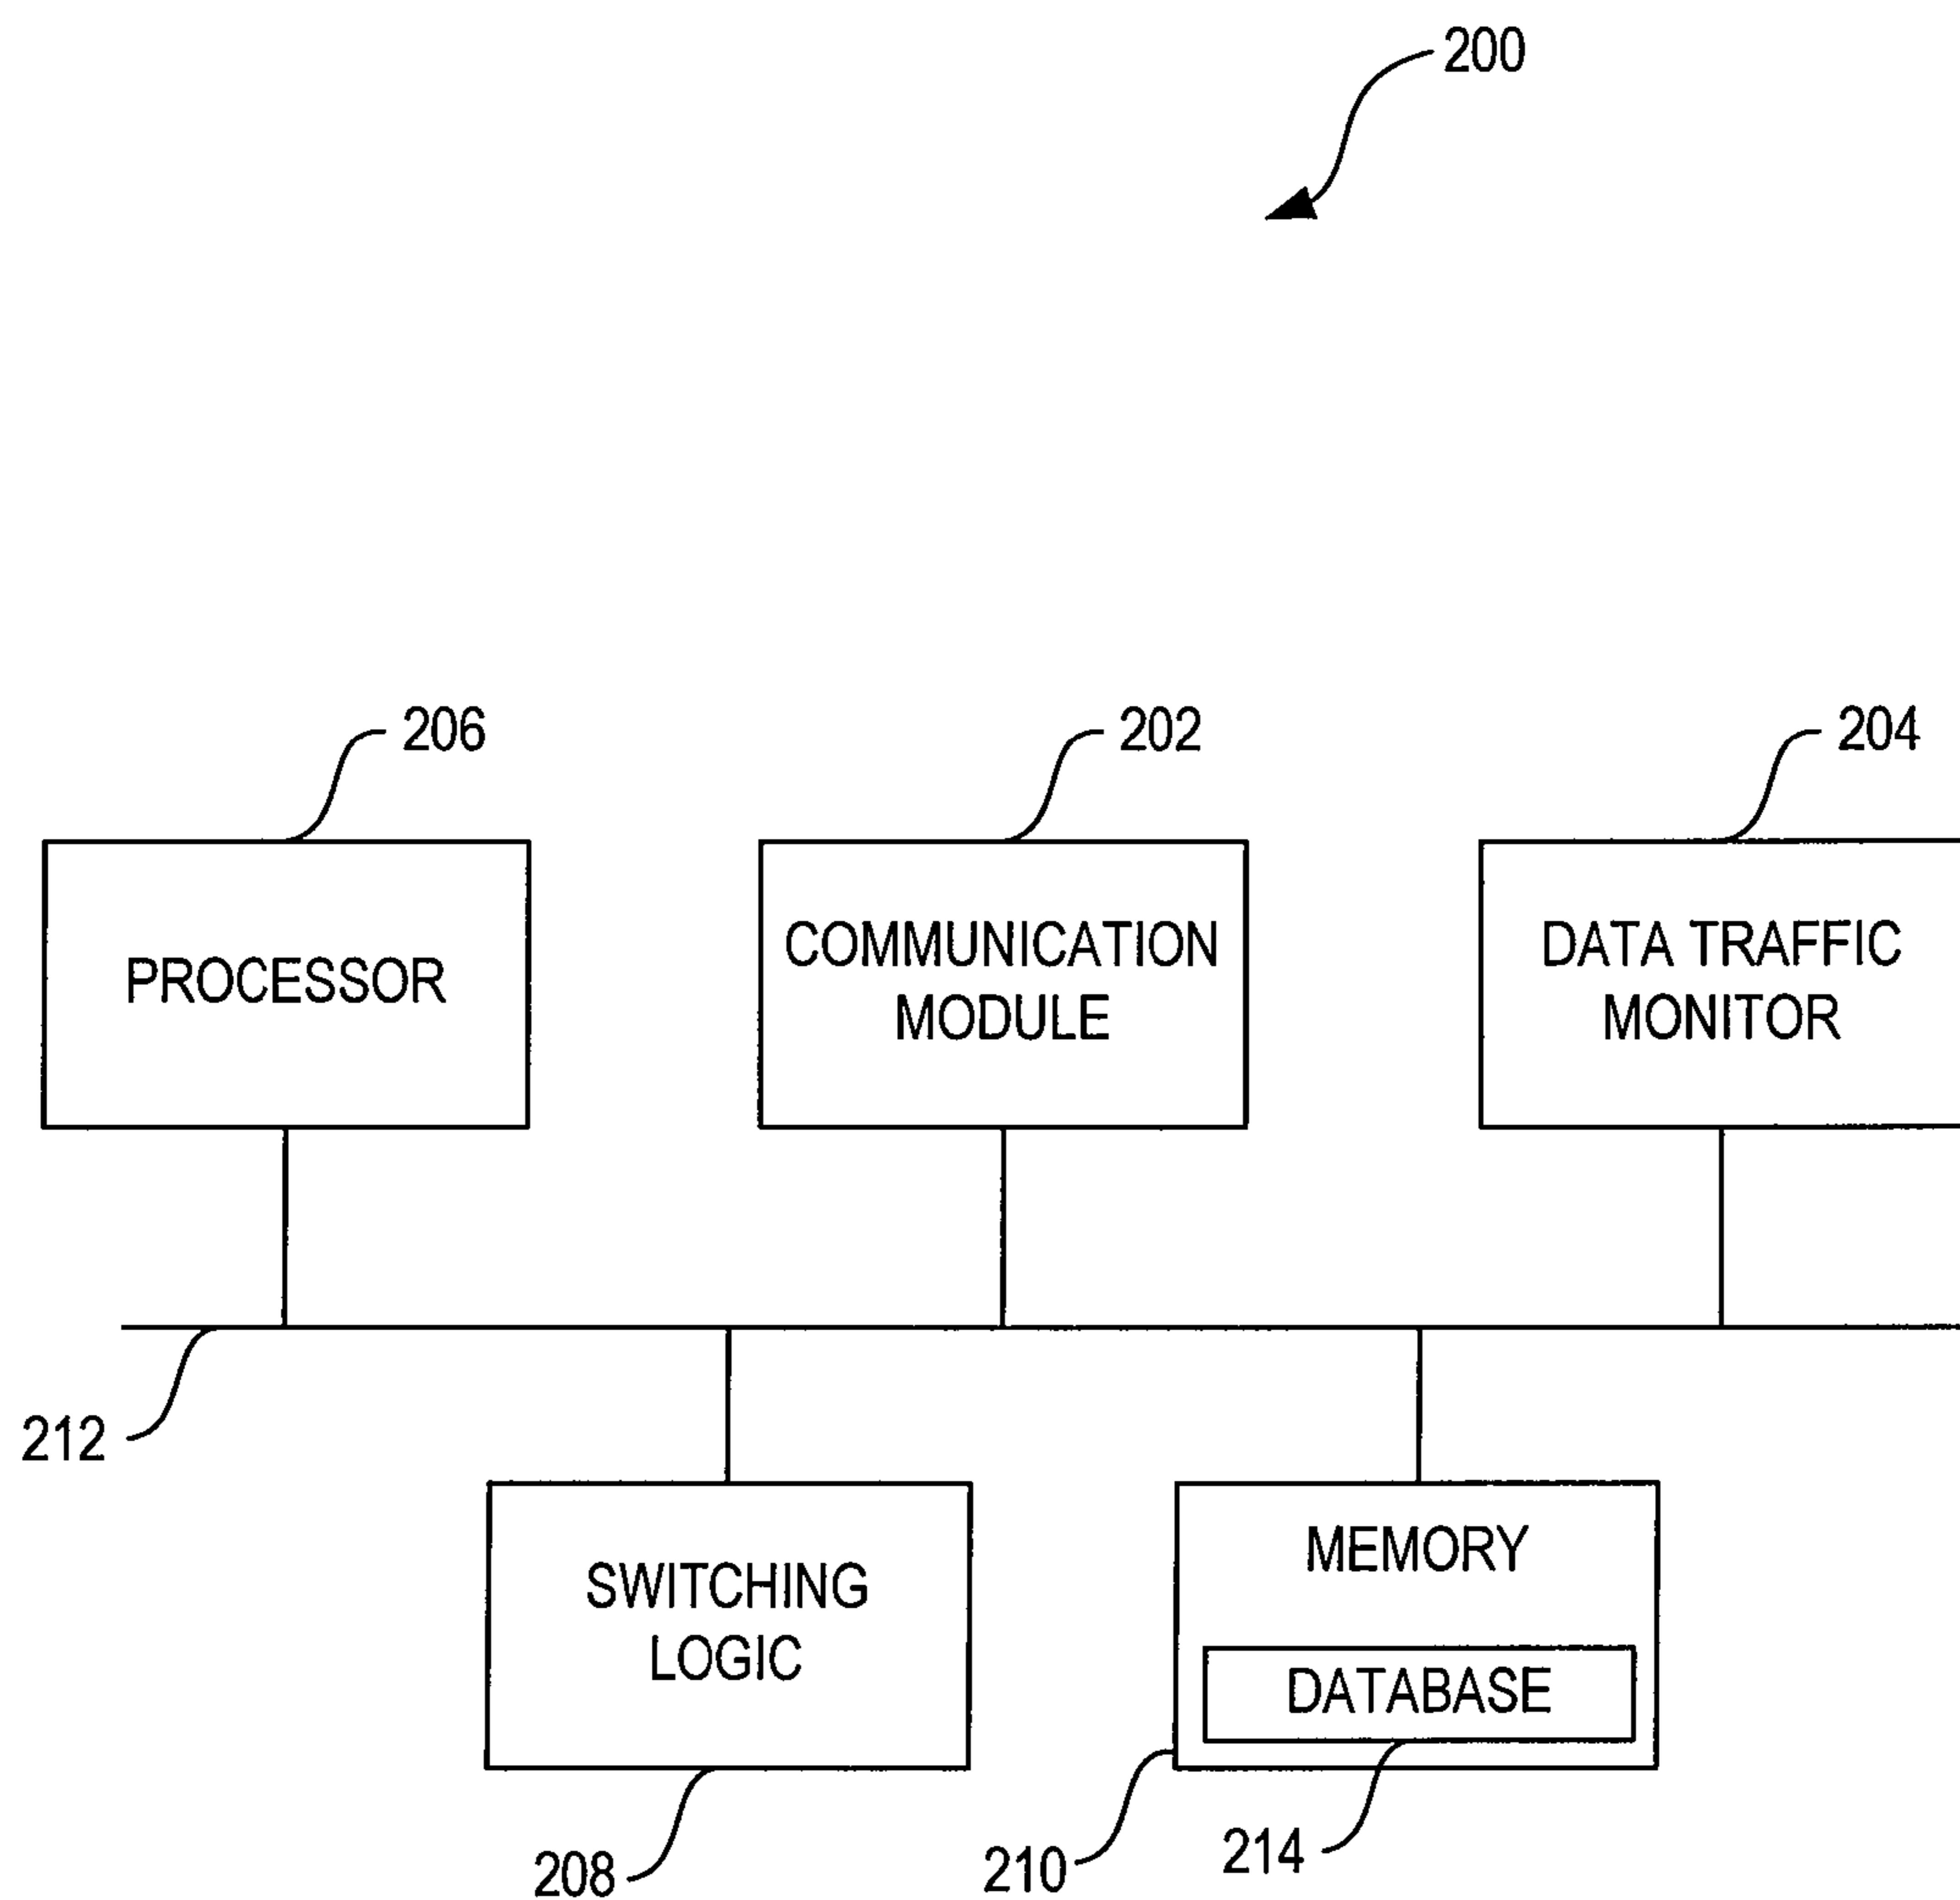 200
206
202
204
PROCESSOR
COMMUNICATION
MODULE
DATA TRAFFIC
MONITOR
212
SWITCHING
LOGIC
MEMORY
DATABASE
208
210
214